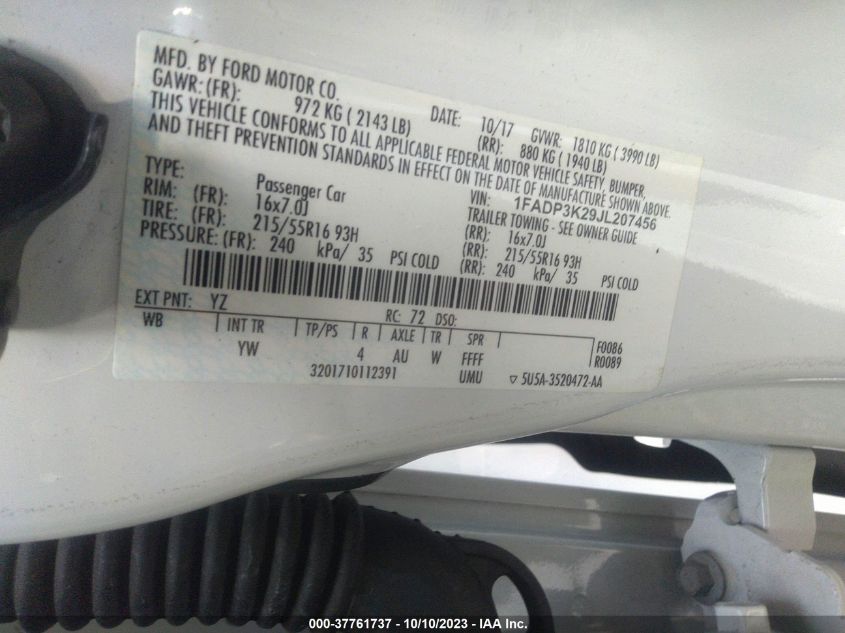 MFD. BY FORD MOTOR CO.
DATE: 10/17 GVWR: 1810 KG ( 3990 LB)
GAWR: (FR): 972 KG ( 2143 LB) (RR): 880 KG ( 1940 LB)
THIS VEHICLE CONFORMS TO ALL APPLICABLE FEDERAL MOTOR VEHICLE SAFETY, BUMPER,
AND THEFT PREVENTION STANDARDS IN EFFECT ON THE DATE OF MANUFACTURE SHOWN ABOVE.
VIN: 1FADP3K29JL207456
TYPE: Passenger Car TRAILER TOWING - SEE OWNER GUIDE
RIM: (FR): 16x7.0J (RR): 16x7.0J
TIRE: (FR): 215/55R16 93H (RR): 215/55R16 93H
PRESSURE: (FR): 240 kPa/ 35 PSI COLD (RR): 240 kPa/ 35 PSI COLD
EXT PNT: YZ RC: 72 DSO:
WB INT TR TP/PS R AXLE TR SPR F0086
YW 4 AU W FFFF R0089
3201710112391 UMU ▽ 5U5A-3520472-AA
000-37761737 - 10/10/2023 - IAA Inc.